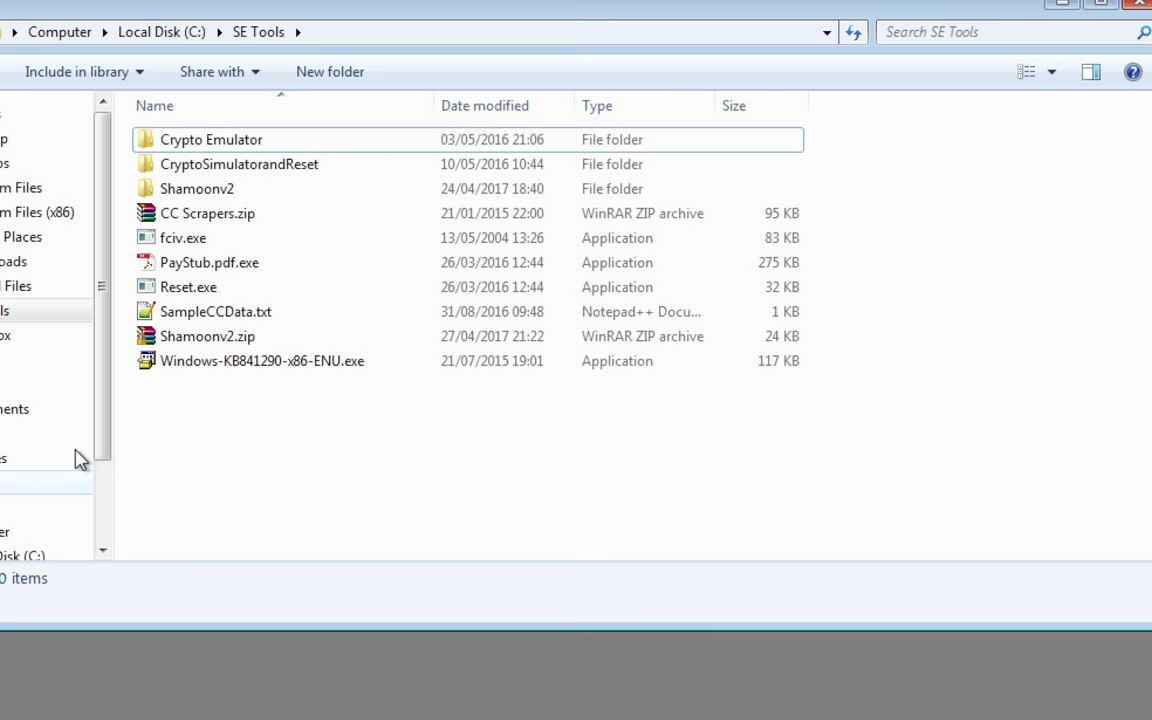 Computer Local Disk (C:) SE Tools Search SE Tools
Include in library Share with New folder
Name Date modified Type Size
Crypto Emulator 03/05/2016 21:06 File folder
CryptoSimulatorandReset 10/05/2016 10:44 File folder
m Files Shamoonv2 24/04/2017 18:40 File folder
m Files (x86) CC Scrapers.zip 21/01/2015 22:00 WinRAR ZIP archive 95 KB
Places fciv.exe 13/05/2004 13:26 Application 83 KB
oads PayStub.pdf.exe 26/03/2016 12:44 Application 275 KB
Files Reset.exe 26/03/2016 12:44 Application 32 KB
ls SampleCCData.txt 31/08/2016 09:48 Notepad++ Docu... 1 KB
ox Shamoonv2.zip 27/04/2017 21:22 WinRAR ZIP archive 24 KB
Windows-KB841290-x86-ENU.exe 21/07/2015 19:01 Application 117 KB
nents
es
er
Disk (C:)
0 items